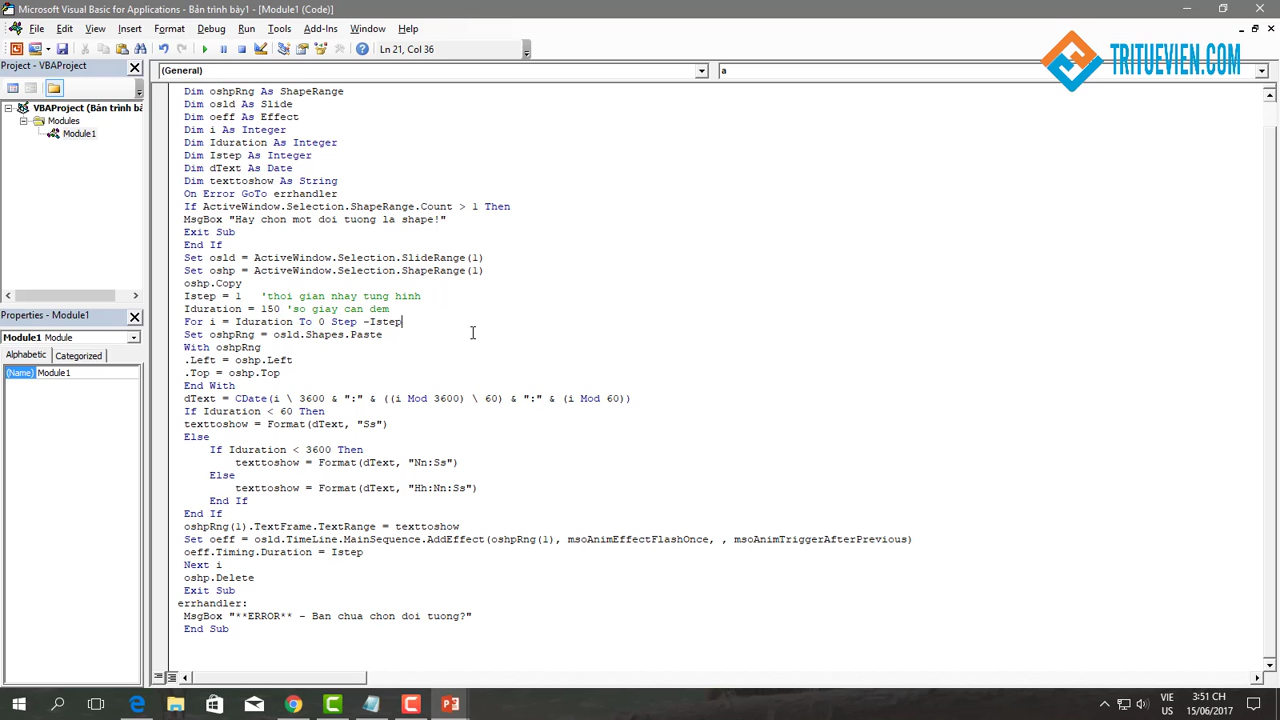 Microsoft Visual Basic for Applications - Bản trình bày1 - [Module1 (Code)]
File Edit View Insert Format Debug Run Tools Add-Ins Window Help
Ln 21, Col 36
TRITUEVIEN.COM
Project - VBAProject
(General)
a
VBAProject (Bản trình b
Modules
Module1
Properties - Module1
Module1 Module
Alphabetic Categorized
(Name) Module1
Dim oshpRng As ShapeRange
Dim osld As Slide
Dim oeff As Effect
Dim i As Integer
Dim Iduration As Integer
Dim Istep As Integer
Dim dText As Date
Dim texttoshow As String
On Error GoTo errhandler
If ActiveWindow.Selection.ShapeRange.Count > 1 Then
MsgBox "Hay chon mot doi tuong la shape!"
Exit Sub
End If
Set osld = ActiveWindow.Selection.SlideRange(1)
Set oshp = ActiveWindow.Selection.ShapeRange(1)
oshp.Copy
Istep = 1 'thoi gian nhay tung hinh
Iduration = 150 'so giay can dem
For i = Iduration To 0 Step -Istep
Set oshpRng = osld.Shapes.Paste
With oshpRng
.Left = oshp.Left
.Top = oshp.Top
End With
dText = CDate(i \ 3600 & ":" & ((i Mod 3600) \ 60) & ":" & (i Mod 60))
If Iduration < 60 Then
texttoshow = Format(dText, "Ss")
Else
If Iduration < 3600 Then
texttoshow = Format(dText, "Nn:Ss")
Else
texttoshow = Format(dText, "Hh:Nn:Ss")
End If
End If
oshpRng(1).TextFrame.TextRange = texttoshow
Set oeff = osld.TimeLine.MainSequence.AddEffect(oshpRng(1), msoAnimEffectFlashOnce, , msoAnimTriggerAfterPrevious)
oeff.Timing.Duration = Istep
Next i
oshp.Delete
Exit Sub
errhandler:
MsgBox "**ERROR** - Ban chua chon doi tuong?"
End Sub
VIE
US
3:51 CH
15/06/2017